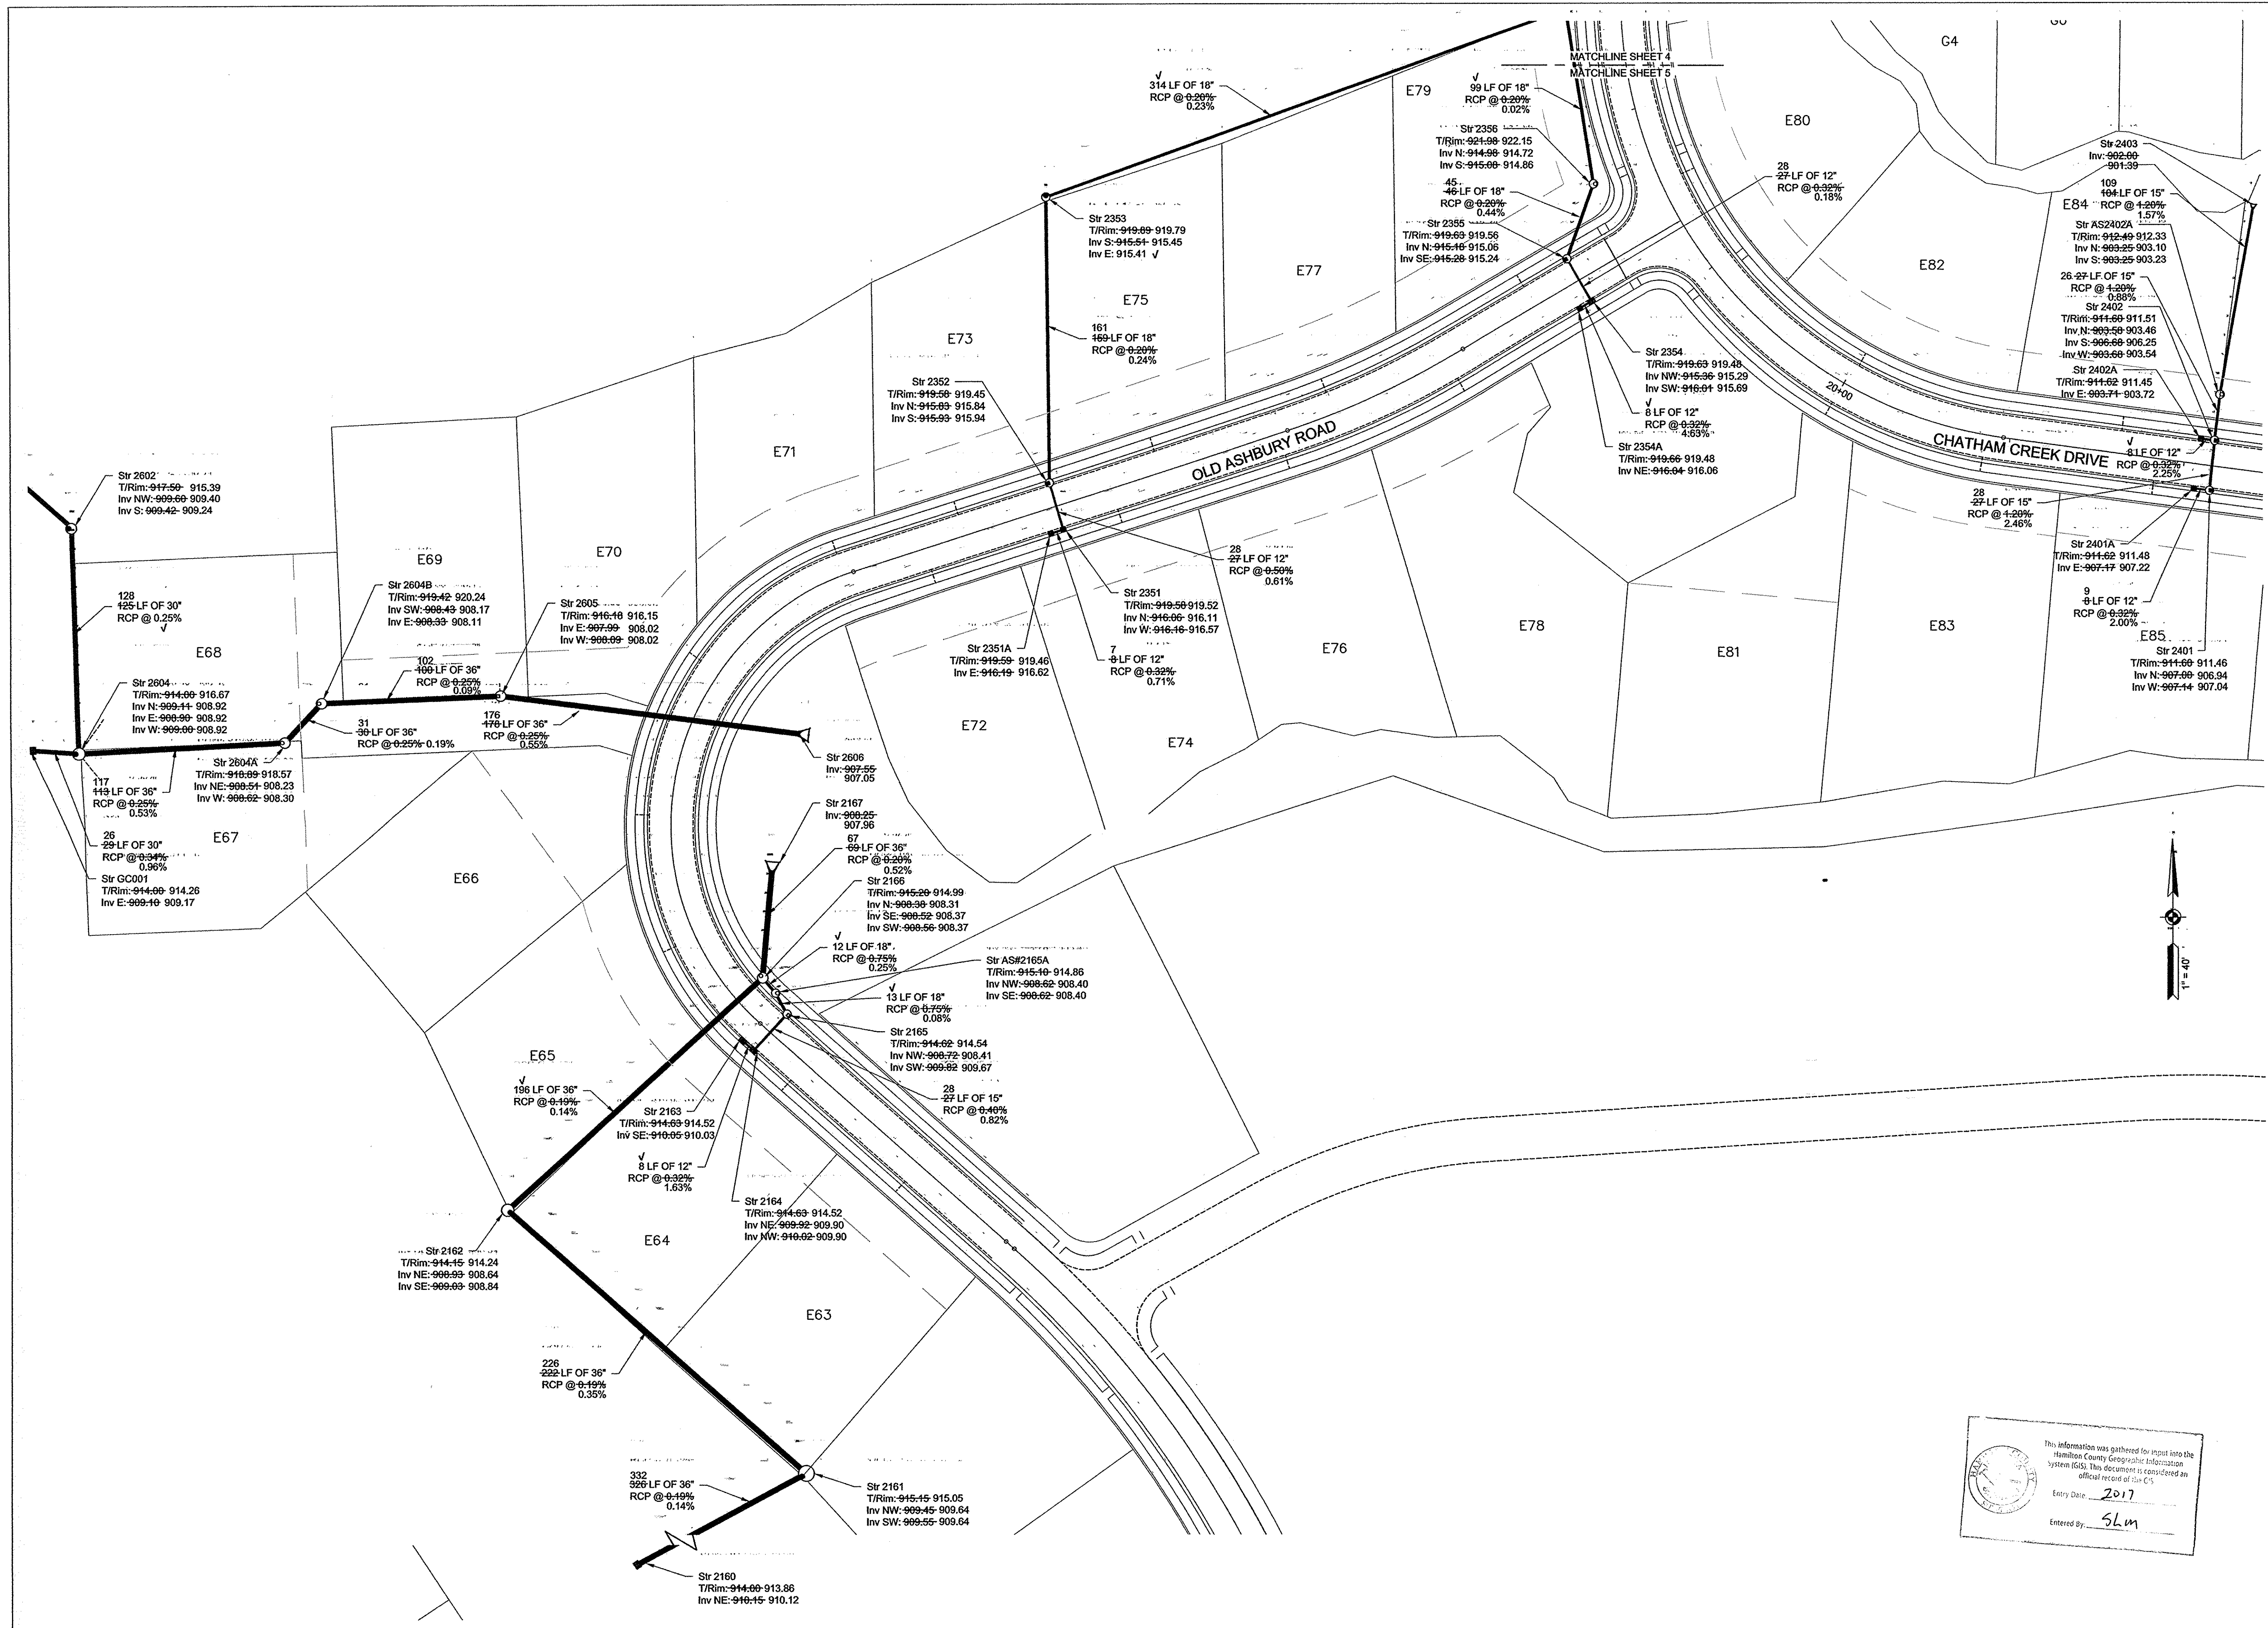 MATCHLINE SHEET 4
MATCHLINE SHEET 5
G4
E79
E80
E84
E82
E77
E75
E73
E71
E70
E69
E68
E67
E66
E65
E64
E63
E72
E74
E76
E78
E81
E83
E85
OLD ASHBURY ROAD
CHATHAM CREEK DRIVE
20+00
✓
314 LF OF 18"
RCP @ 0.20%
0.23%
✓
99 LF OF 18"
RCP @ 0.20%
0.02%
Str 2356
T/Rim: 921.98 922.15
Inv N: 914.98 914.72
Inv S: 915.08 914.86
45
46 LF OF 18"
RCP @ 0.20%
0.44%
Str 2355
T/Rim: 919.63 919.56
Inv N: 915.18 915.06
Inv SE: 915.28 915.24
28
27 LF OF 12"
RCP @ 0.32%
0.18%
Str 2403
Inv: 902.00
901.39
109
104 LF OF 15"
RCP @ 1.20%
1.57%
Str AS2402A
T/Rim: 912.49 912.33
Inv N: 903.25 903.10
Inv S: 903.25 903.23
26 27 LF OF 15"
RCP @ 1.20%
0.88%
Str 2402
T/Rim: 911.60 911.51
Inv N: 903.58 903.46
Inv S: 906.68 906.25
Inv W: 903.68 903.54
Str 2402A
T/Rim: 911.62 911.45
Inv E: 903.71 903.72
✓
8 LF OF 12"
RCP @ 0.32%
2.25%
28
27 LF OF 15"
RCP @ 1.20%
2.46%
Str 2401A
T/Rim: 911.62 911.48
Inv E: 907.17 907.22
9
8 LF OF 12"
RCP @ 0.32%
2.00%
Str 2401
T/Rim: 911.60 911.46
Inv N: 907.08 906.94
Inv W: 907.14 907.04
Str 2353
T/Rim: 919.89 919.79
Inv S: 915.51 915.45
Inv E: 915.41 ✓
161
159 LF OF 18"
RCP @ 0.20%
0.24%
Str 2352
T/Rim: 919.58 919.45
Inv N: 915.83 915.84
Inv S: 915.93 915.94
Str 2354
T/Rim: 919.63 919.48
Inv NW: 915.36 915.29
Inv SW: 916.01 915.69
✓
8 LF OF 12"
RCP @ 0.32%
4.63%
Str 2354A
T/Rim: 919.66 919.48
Inv NE: 916.04 916.06
28
27 LF OF 12"
RCP @ 0.50%
0.61%
Str 2351
T/Rim: 919.58 919.52
Inv N: 916.06 916.11
Inv W: 916.16 916.57
Str 2351A
T/Rim: 919.59 919.46
Inv E: 916.19 916.62
7
8 LF OF 12"
RCP @ 0.32%
0.71%
Str 2602
T/Rim: 917.50 915.39
Inv NW: 909.60 909.40
Inv S: 909.42 909.24
128
125 LF OF 30"
RCP @ 0.25%
✓
Str 2604B
T/Rim: 919.42 920.24
Inv SW: 908.43 908.17
Inv E: 908.33 908.11
Str 2605
T/Rim: 916.18 916.15
Inv E: 907.99 908.02
Inv W: 908.09 908.02
102
100 LF OF 36"
RCP @ 0.25%
0.09%
Str 2604
T/Rim: 914.00 916.67
Inv N: 909.11 908.92
Inv E: 908.90 908.92
Inv W: 909.00 908.92
31
30 LF OF 36"
RCP @ 0.25% 0.19%
176
178 LF OF 36"
RCP @ 0.25%
0.55%
Str 2604A
T/Rim: 918.89 918.57
Inv NE: 908.51 908.23
Inv W: 908.62 908.30
117
113 LF OF 36"
RCP @ 0.25%
0.53%
26
29 LF OF 30"
RCP @ 0.34%
0.96%
Str GC001
T/Rim: 914.00 914.26
Inv E: 909.10 909.17
Str 2606
Inv: 907.55
907.05
Str 2167
Inv: 908.25
907.96
67
69 LF OF 36"
RCP @ 0.20%
0.52%
Str 2166
T/Rim: 915.20 914.99
Inv N: 908.38 908.31
Inv SE: 908.52 908.37
Inv SW: 908.56 908.37
✓
12 LF OF 18"
RCP @ 0.75%
0.25%
Str AS#2165A
T/Rim: 915.10 914.86
Inv NW: 908.62 908.40
Inv SE: 908.62 908.40
✓
13 LF OF 18"
RCP @ 0.75%
0.08%
Str 2165
T/Rim: 914.62 914.54
Inv NW: 908.72 908.41
Inv SW: 909.82 909.67
28
27 LF OF 15"
RCP @ 0.40%
0.82%
✓
196 LF OF 36"
RCP @ 0.19%
0.14%
Str 2163
T/Rim: 914.63 914.52
Inv SE: 910.05 910.03
✓
8 LF OF 12"
RCP @ 0.32%
1.63%
Str 2164
T/Rim: 914.63 914.52
Inv NE: 909.92 909.90
Inv NW: 910.02 909.90
Str 2162
T/Rim: 914.15 914.24
Inv NE: 908.93 908.64
Inv SE: 909.03 908.84
226
222 LF OF 36"
RCP @ 0.19%
0.35%
332
326 LF OF 36"
RCP @ 0.19%
0.14%
Str 2161
T/Rim: 915.15 915.05
Inv NW: 909.45 909.64
Inv SW: 909.55 909.64
Str 2160
T/Rim: 914.00 913.86
Inv NE: 910.15 910.12
1" = 40'
This information was gathered for input into the
Hamilton County Geographic Information
System (GIS). This document is considered an
official record of the GIS
Entry Date: 2017
Entered By: SLM